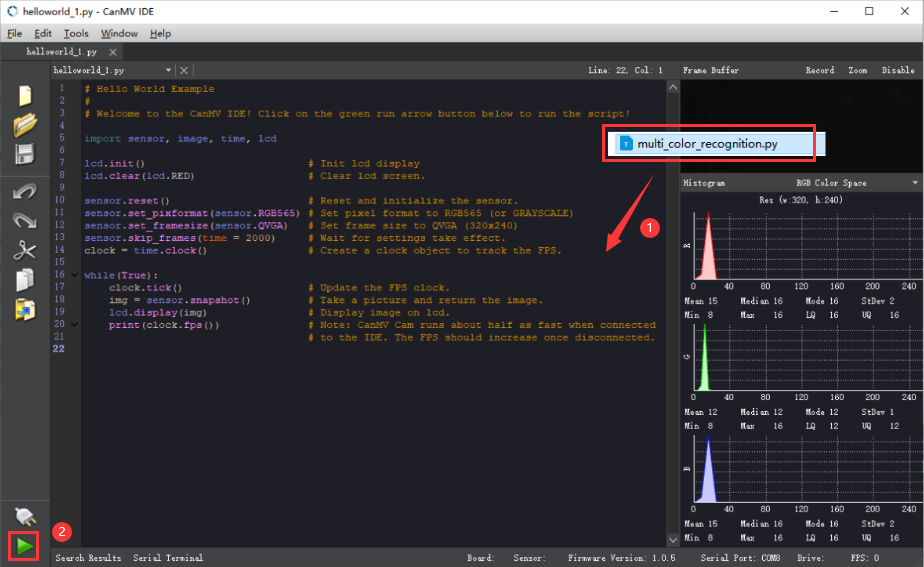 helloworld_1.py - CanMV IDE
File Edit Tools Window Help
helloworld_1.py
helloworld_1.py Line: 22, Col: 1 Frame Buffer Record Zoom Disable
1 # Hello World Example
2 #
3 # Welcome to the CanMV IDE! Click on the green run arrow button below to run the script!
4
5 import sensor, image, time, lcd
6
7 lcd.init() # Init lcd display
8 lcd.clear(lcd.RED) # Clear lcd screen.
9
10 sensor.reset() # Reset and initialize the sensor.
11 sensor.set_pixformat(sensor.RGB565) # Set pixel format to RGB565 (or GRAYSCALE)
12 sensor.set_framesize(sensor.QVGA) # Set frame size to QVGA (320x240)
13 sensor.skip_frames(time = 2000) # Wait for settings take effect.
14 clock = time.clock() # Create a clock object to track the FPS.
15
16 while(True):
17 clock.tick() # Update the FPS clock.
18 img = sensor.snapshot() # Take a picture and return the image.
19 lcd.display(img) # Display image on lcd.
20 print(clock.fps()) # Note: CanMV Cam runs about half as fast when connected
21 # to the IDE. The FPS should increase once disconnected.
22
multi_color_recognition.py
1
Histogram RGB Color Space
Res (w:320, h:240)
R
0 40 80 120 160 200 240
Mean 15 Median 16 Mode 16 StDev 2
Min 8 Max 16 LQ 16 UQ 16
G
0 40 80 120 160 200 240
Mean 12 Median 12 Mode 12 StDev 1
Min 8 Max 16 LQ 12 UQ 12
B
0 40 80 120 160 200 240
Mean 15 Median 16 Mode 16 StDev 2
Min 8 Max 16 LQ 16 UQ 16
2
Search Results Serial Terminal Board: Sensor: Firmware Version: 1.0.5 Serial Port: COM8 Drive: FPS: 0